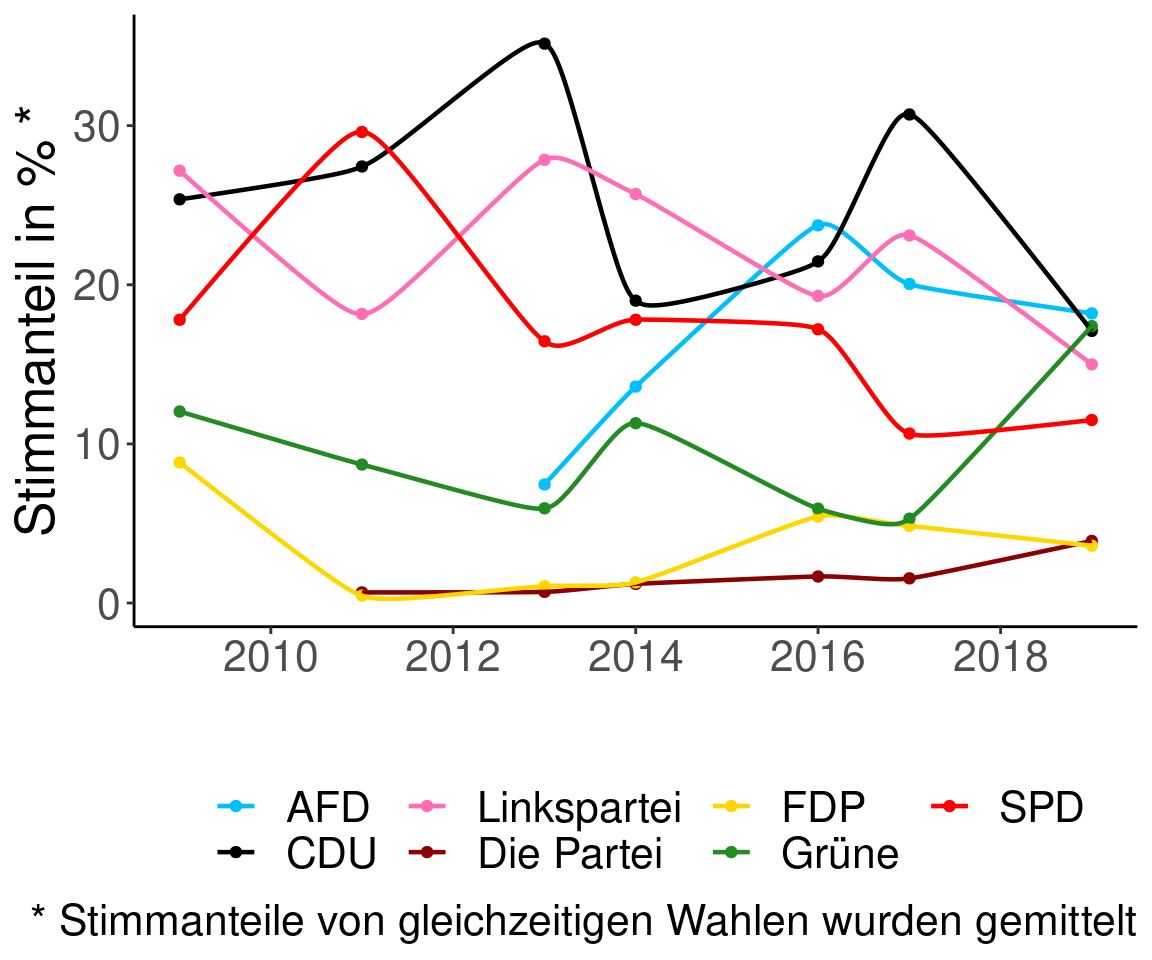 Stimmanteil in % *
30
20
10
0
2010 2012 2014 2016 2018
AFD Linkspartei FDP SPD
CDU Die Partei Grüne
* Stimmanteile von gleichzeitigen Wahlen wurden gemittelt